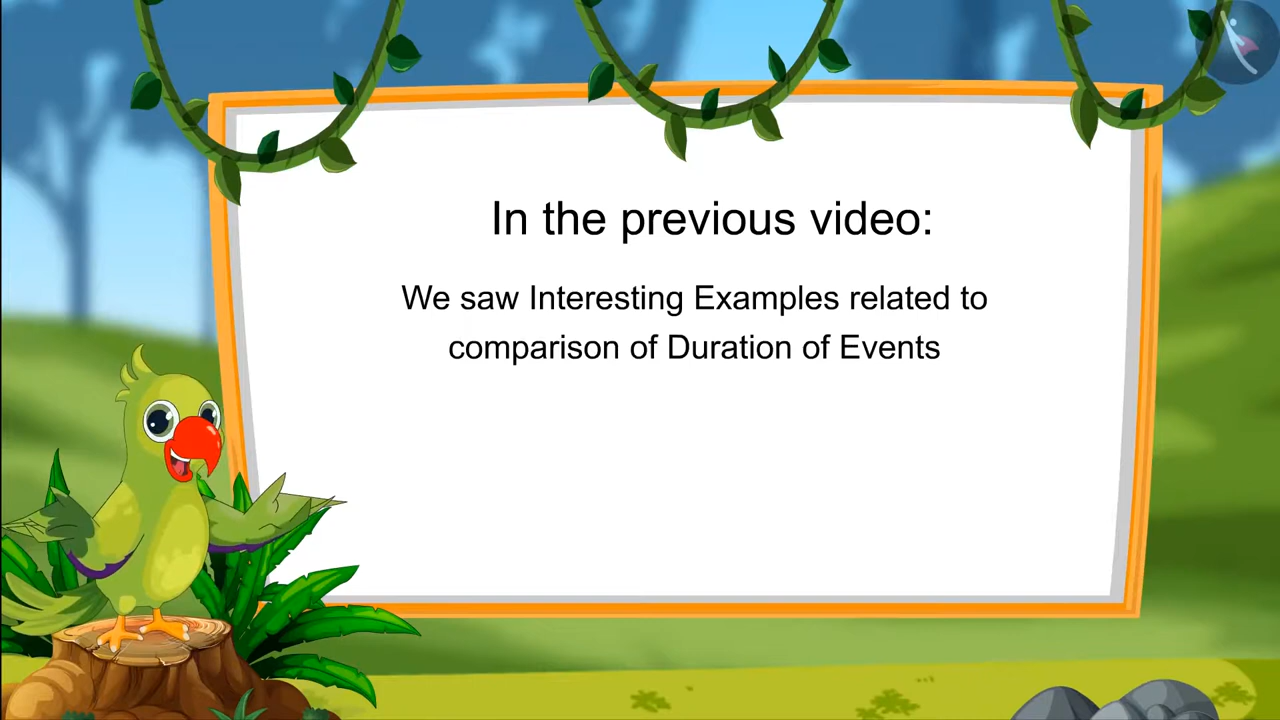 In the previous video:
We saw Interesting Examples related to
comparison of Duration of Events